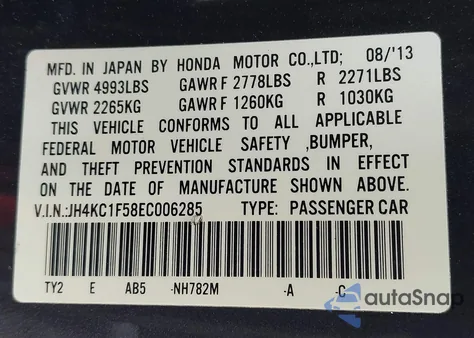 MFD. IN JAPAN BY HONDA MOTOR CO.,LTD; 08/'13
GVWR 4993LBS GAWR F 2778LBS R 2271LBS
GVWR 2265KG GAWR F 1260KG R 1030KG
THIS VEHICLE CONFORMS TO ALL APPLICABLE
FEDERAL MOTOR VEHICLE SAFETY ,BUMPER,
AND THEFT PREVENTION STANDARDS IN EFFECT
ON THE DATE OF MANUFACTURE SHOWN ABOVE.
V.I.N.:JH4KC1F58EC006285 TYPE: PASSENGER CAR
TY2 E AB5 -NH782M -A -C
autoSnap